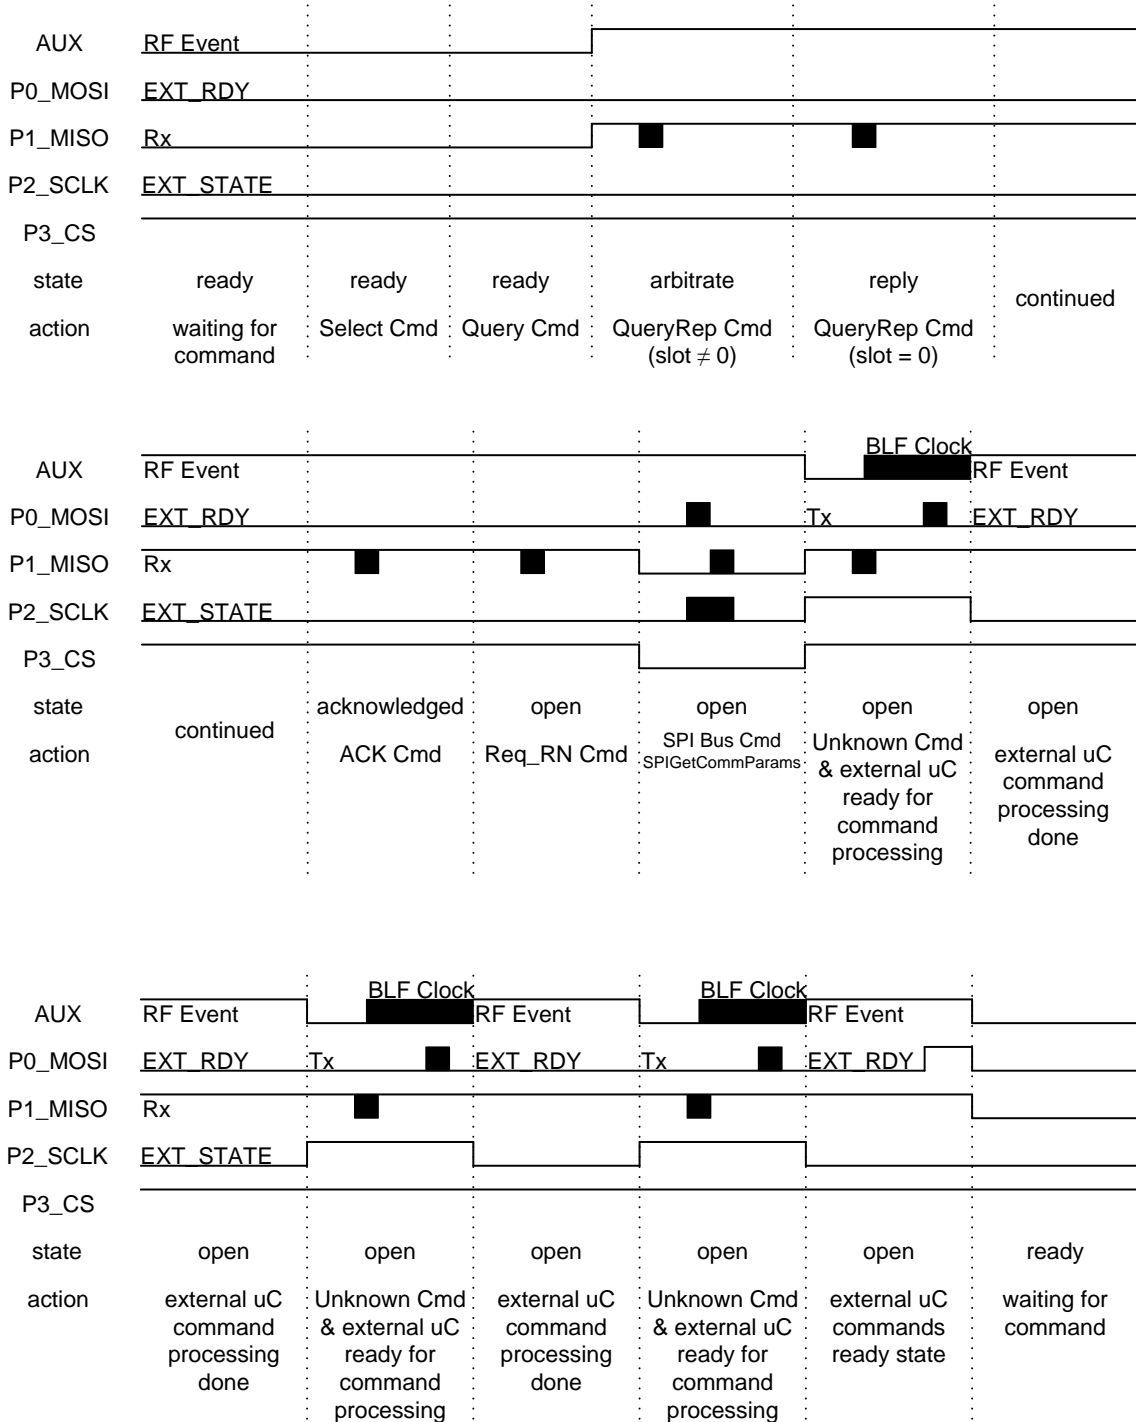 AUX RF Event
P0_MOSI EXT_RDY
P1_MISO Rx
P2_SCLK EXT_STATE
P3_CS
state ready ready ready arbitrate reply
continued
action waiting for Select Cmd Query Cmd QueryRep Cmd QueryRep Cmd
command (slot ≠ 0) (slot = 0)
BLF Clock
AUX RF Event RF Event
P0_MOSI EXT_RDY Tx EXT_RDY
P1_MISO Rx
P2_SCLK EXT_STATE
P3_CS
state acknowledged open open open open
continued
action ACK Cmd Req_RN Cmd SPI Bus Cmd Unknown Cmd external uC
SPIGetCommParams & external uC command
ready for processing
command done
processing
BLF Clock BLF Clock
AUX RF Event RF Event RF Event
P0_MOSI EXT_RDY Tx EXT_RDY Tx EXT_RDY
P1_MISO Rx
P2_SCLK EXT_STATE
P3_CS
state open open open open open ready
action external uC Unknown Cmd external uC Unknown Cmd external uC waiting for
command & external uC command & external uC commands command
processing ready for processing ready for ready state
done command done command
processing processing